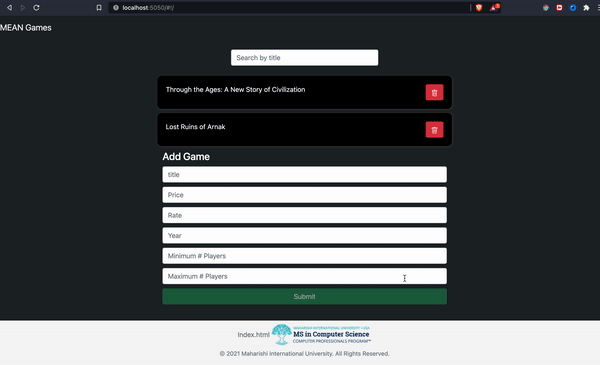 localhost:5050/#!/
MEAN Games
Search by title
Through the Ages: A New Story of Civilization
Lost Ruins of Arnak
Add Game
title
Price
Rate
Year
Minimum # Players
Maximum # Players
Submit
MAHARISHI INTERNATIONAL UNIVERSITY • USA
Index.html MS in Computer Science
COMPUTER PROFESSIONALS PROGRAM™
© 2021 Maharishi International University. All Rights Reserved.